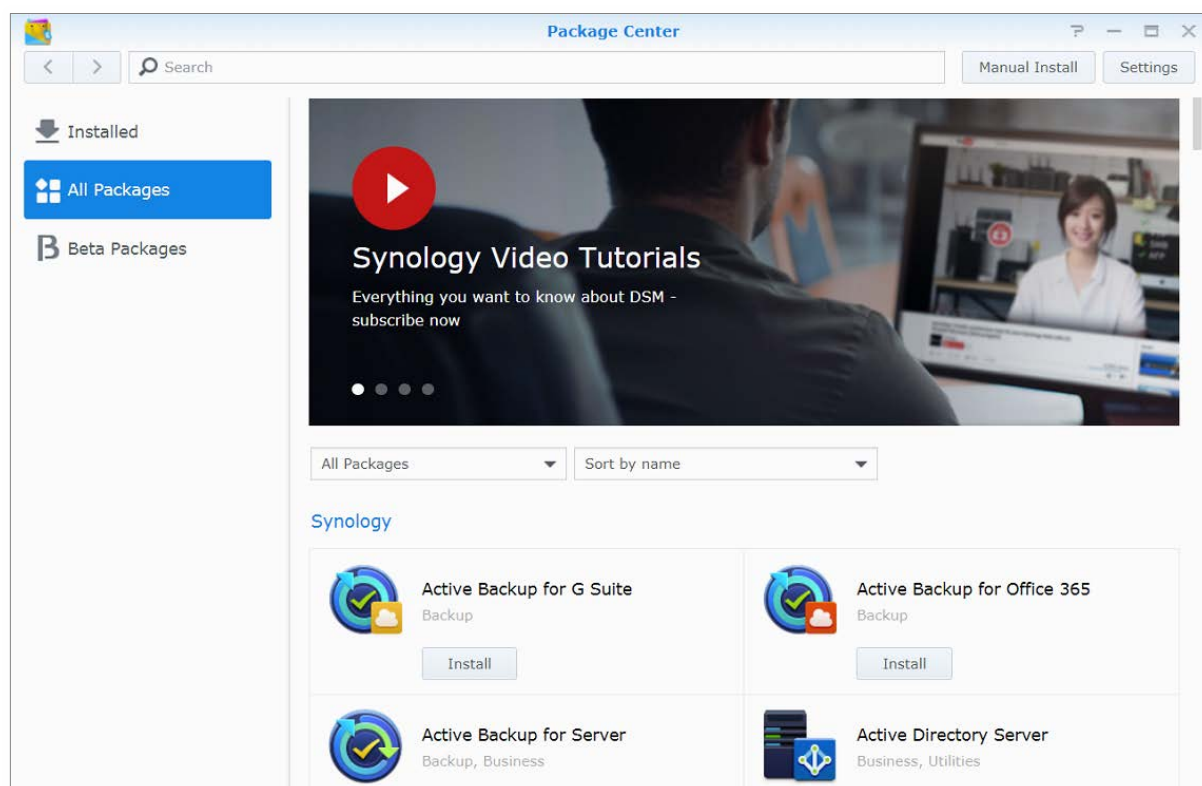 Package Center
Search
Manual Install
Settings
Installed
All Packages
Beta Packages
Synology Video Tutorials
Everything you want to know about DSM -
subscribe now
All Packages
Sort by name
Synology
Active Backup for G Suite
Backup
Install
Active Backup for Office 365
Backup
Install
Active Backup for Server
Backup, Business
Active Directory Server
Business, Utilities